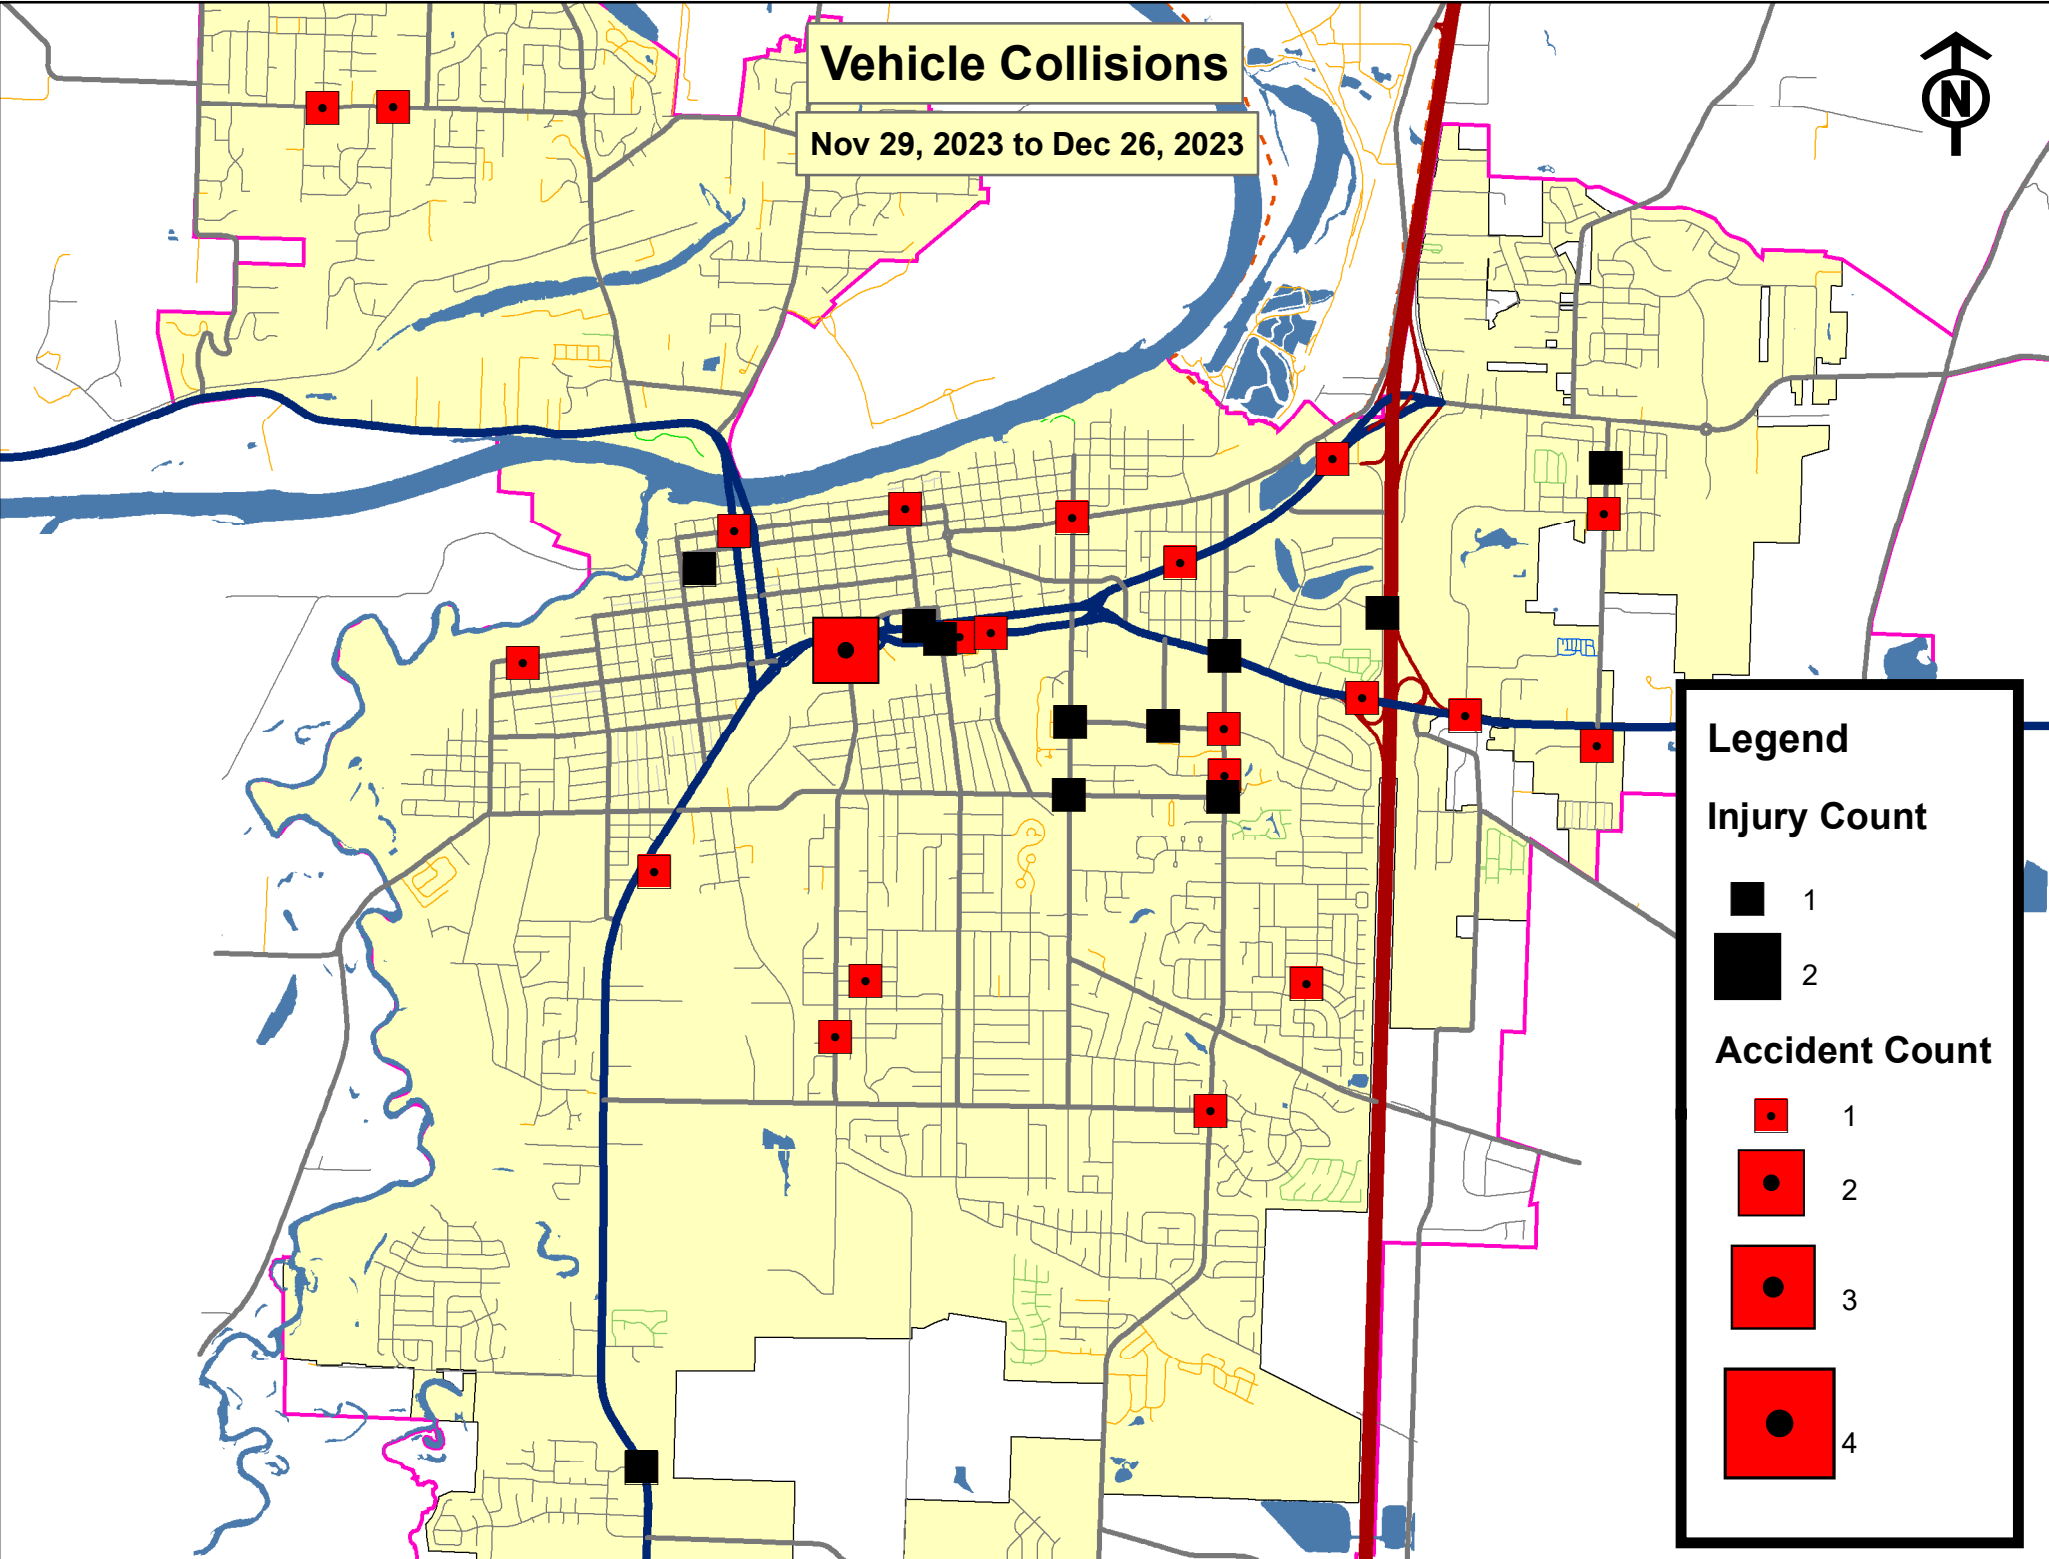 Vehicle Collisions
Nov 29, 2023 to Dec 26, 2023
N
Legend
Injury Count
1
2
Accident Count
1
2
3
4